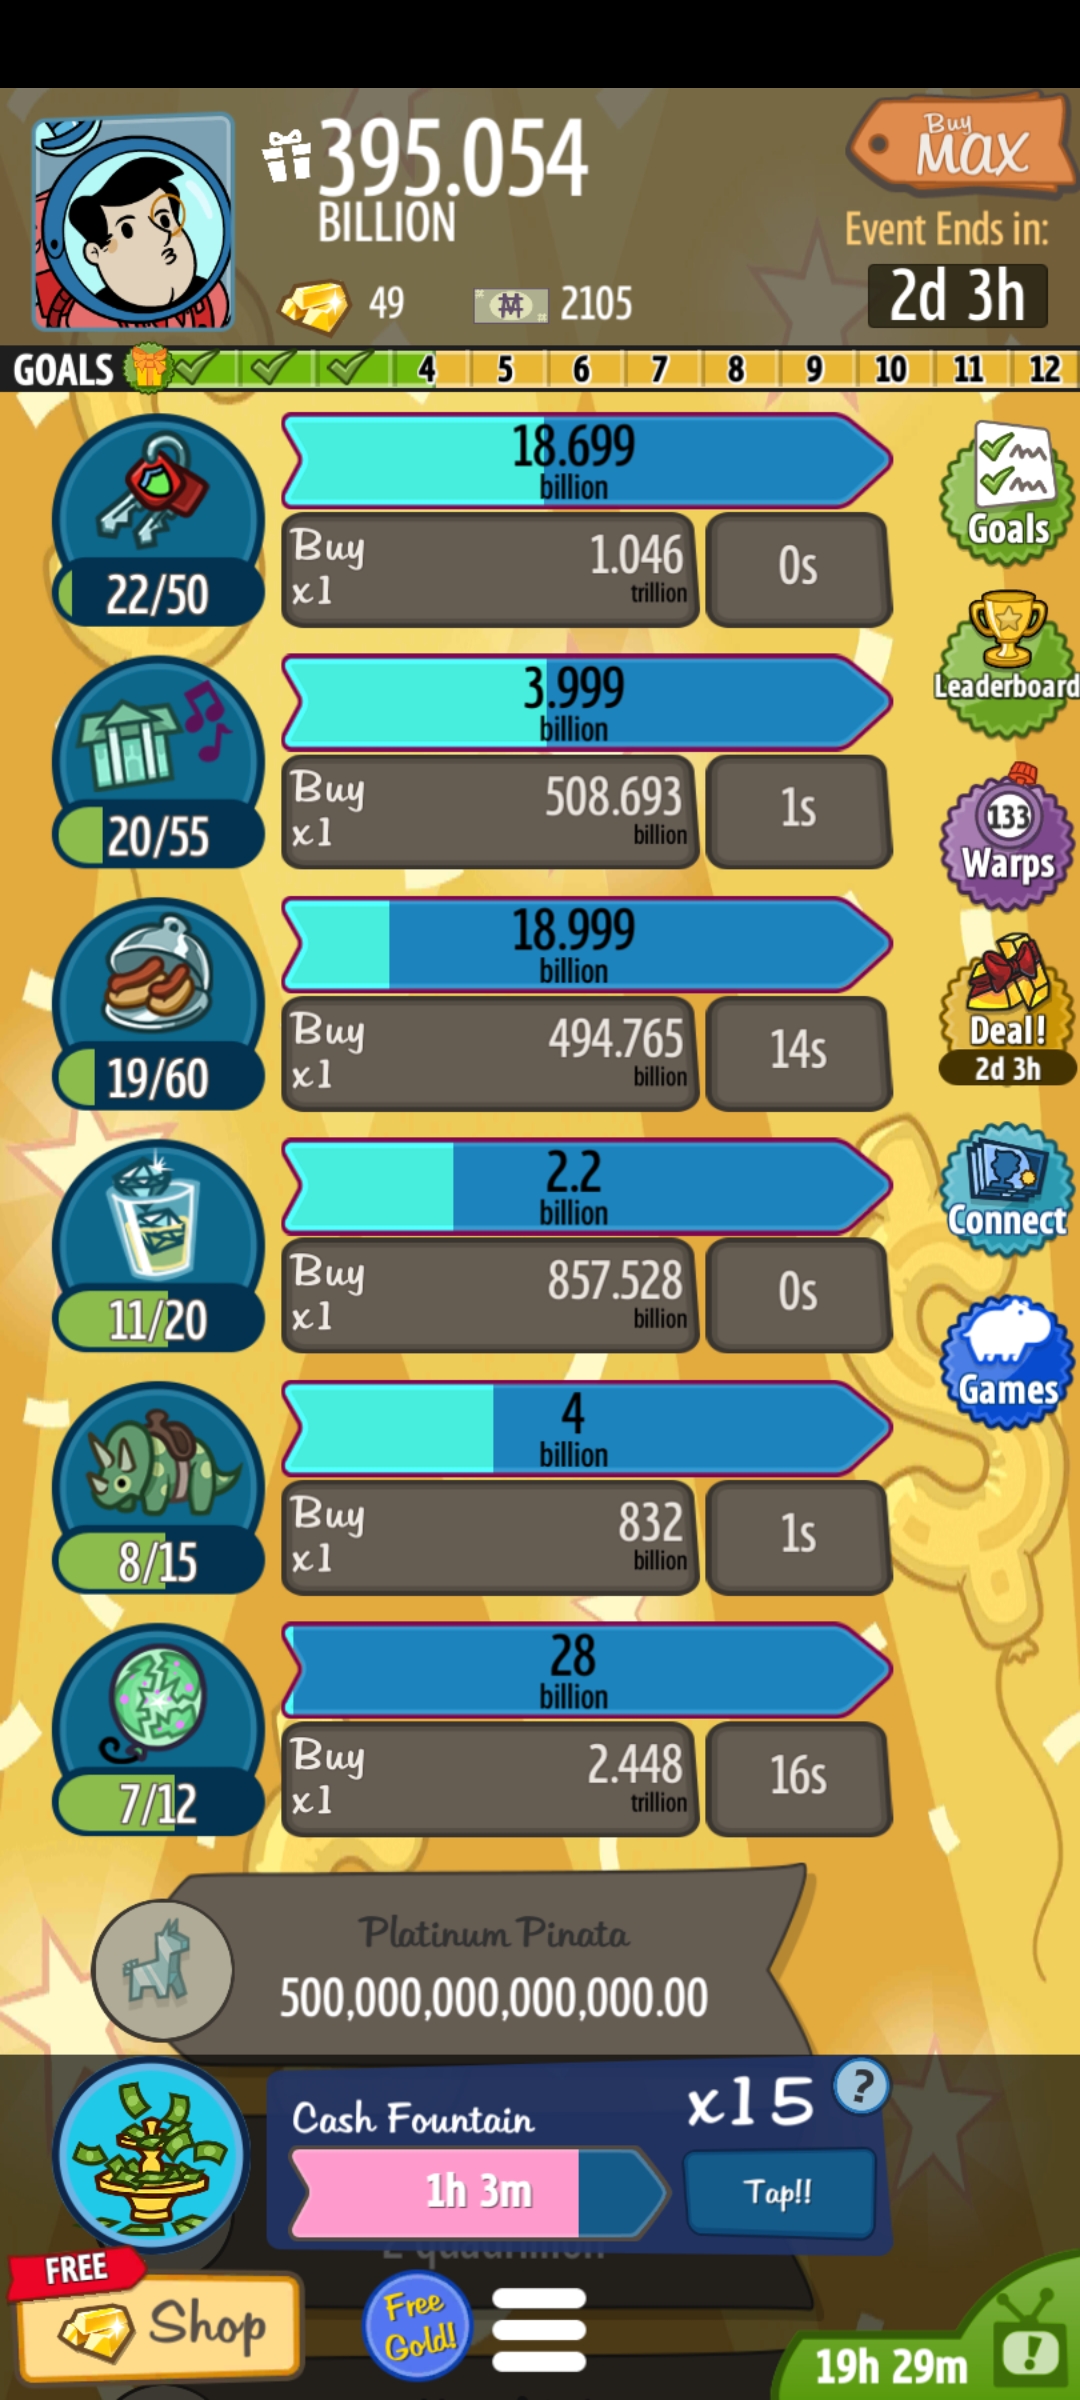 395.054
BILLION
Buy
MAX
Event Ends in:
2d 3h
49
2105
GOALS
4 5 6 7 8 9 10 11 12
18.699
billion
22/50
Buy
x1
1.046
trillion
0s
3.999
billion
20/55
Buy
x1
508.693
billion
1s
18.999
billion
19/60
Buy
x1
494.765
billion
14s
2.2
billion
11/20
Buy
x1
857.528
billion
0s
4
billion
8/15
Buy
x1
832
billion
1s
28
billion
7/12
Buy
x1
2.448
trillion
16s
Goals
Leaderboard
133
Warps
Deal!
2d 3h
Connect
Games
Platinum Pinata
500,000,000,000,000.00
Cash Fountain
x15
?
1h 3m
Tap!!
2 quadrillion
FREE
Shop
Free
Gold!
19h 29m
!